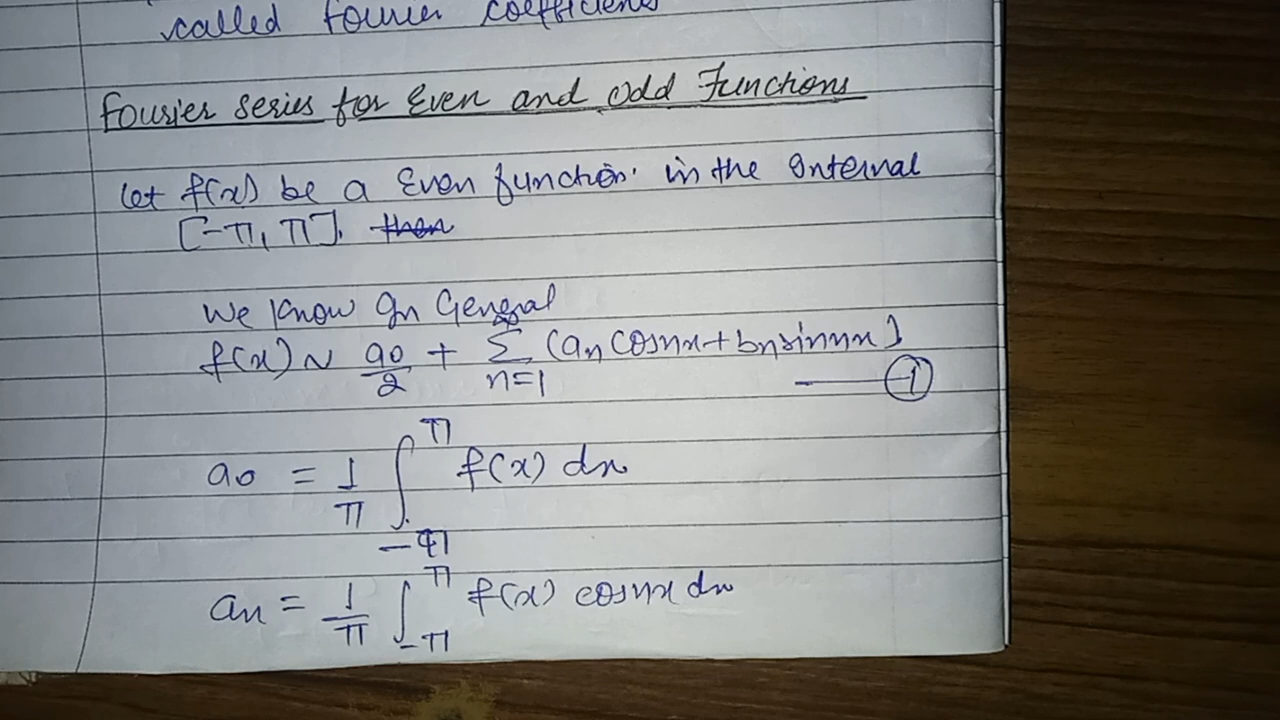 called Fourier coefficients
Fourier series for Even and odd Functions
Let f(x) be a Even function. in the Internal
[-π, π]. then
We Know In General
f(x) ~ a0/2 + ∑_{n=1}^{∞} (an cosnx + bn sinnx) —— ①
a0 = 1/π ∫_{-π}^{π} f(x) dx
an = 1/π ∫_{-π}^{π} f(x) cosnx dx